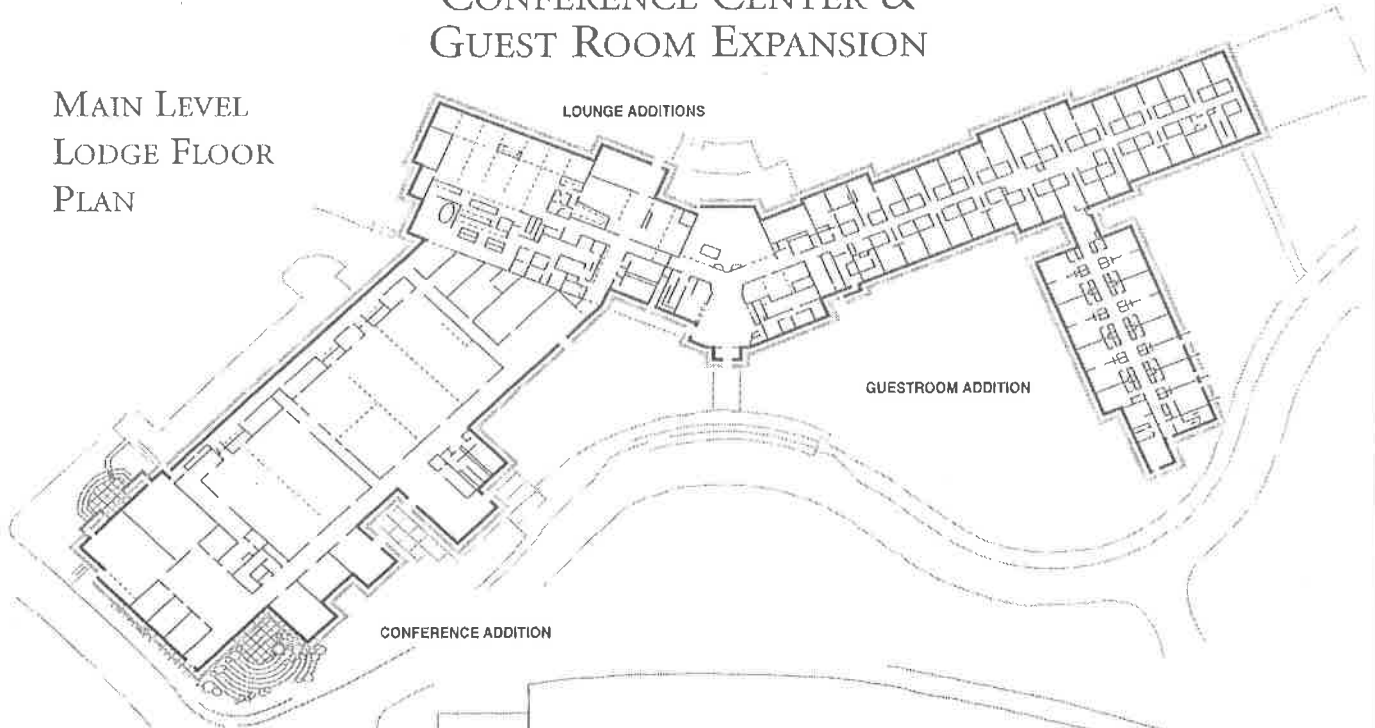 CONFERENCE CENTER &
GUEST ROOM EXPANSION
MAIN LEVEL
LODGE FLOOR
PLAN
LOUNGE ADDITIONS
GUESTROOM ADDITION
CONFERENCE ADDITION